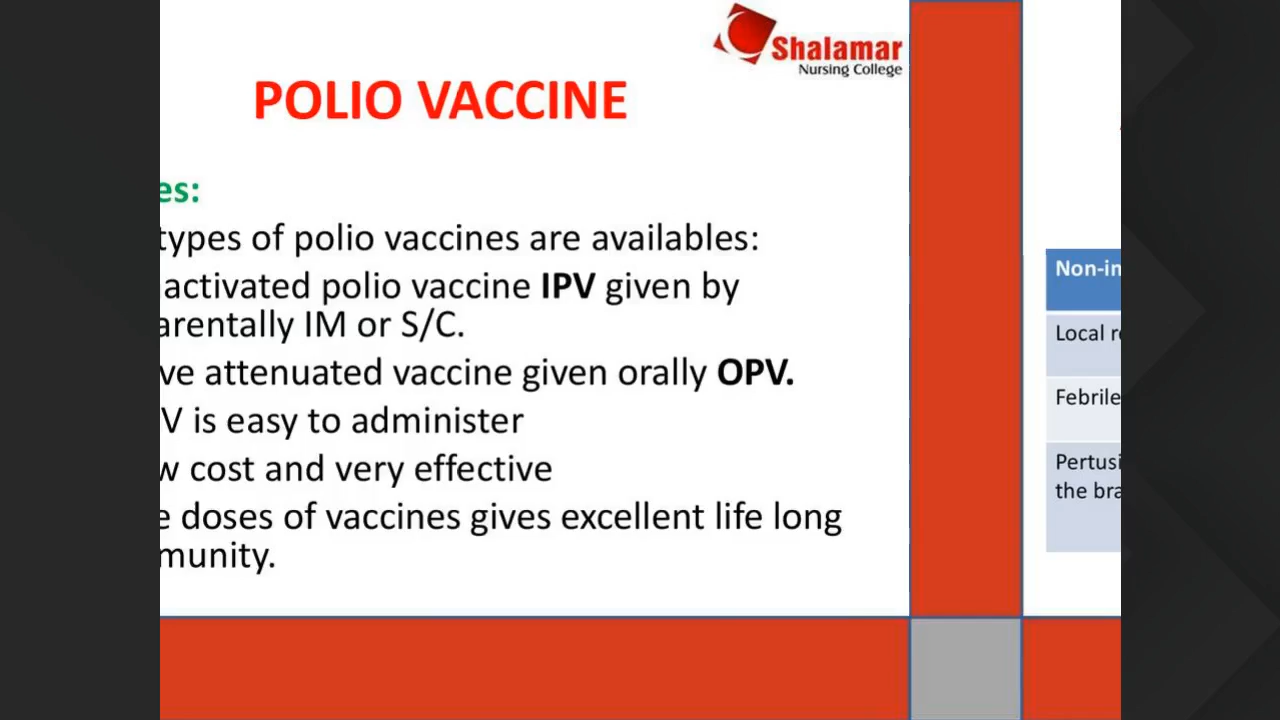 Shalamar
Nursing College
POLIO VACCINE
es:
types of polio vaccines are availables:
activated polio vaccine IPV given by
arentally IM or S/C.
ve attenuated vaccine given orally OPV.
V is easy to administer
w cost and very effective
e doses of vaccines gives excellent life long
munity.
Non-in
Local re
Febrile
Pertusi
the bra